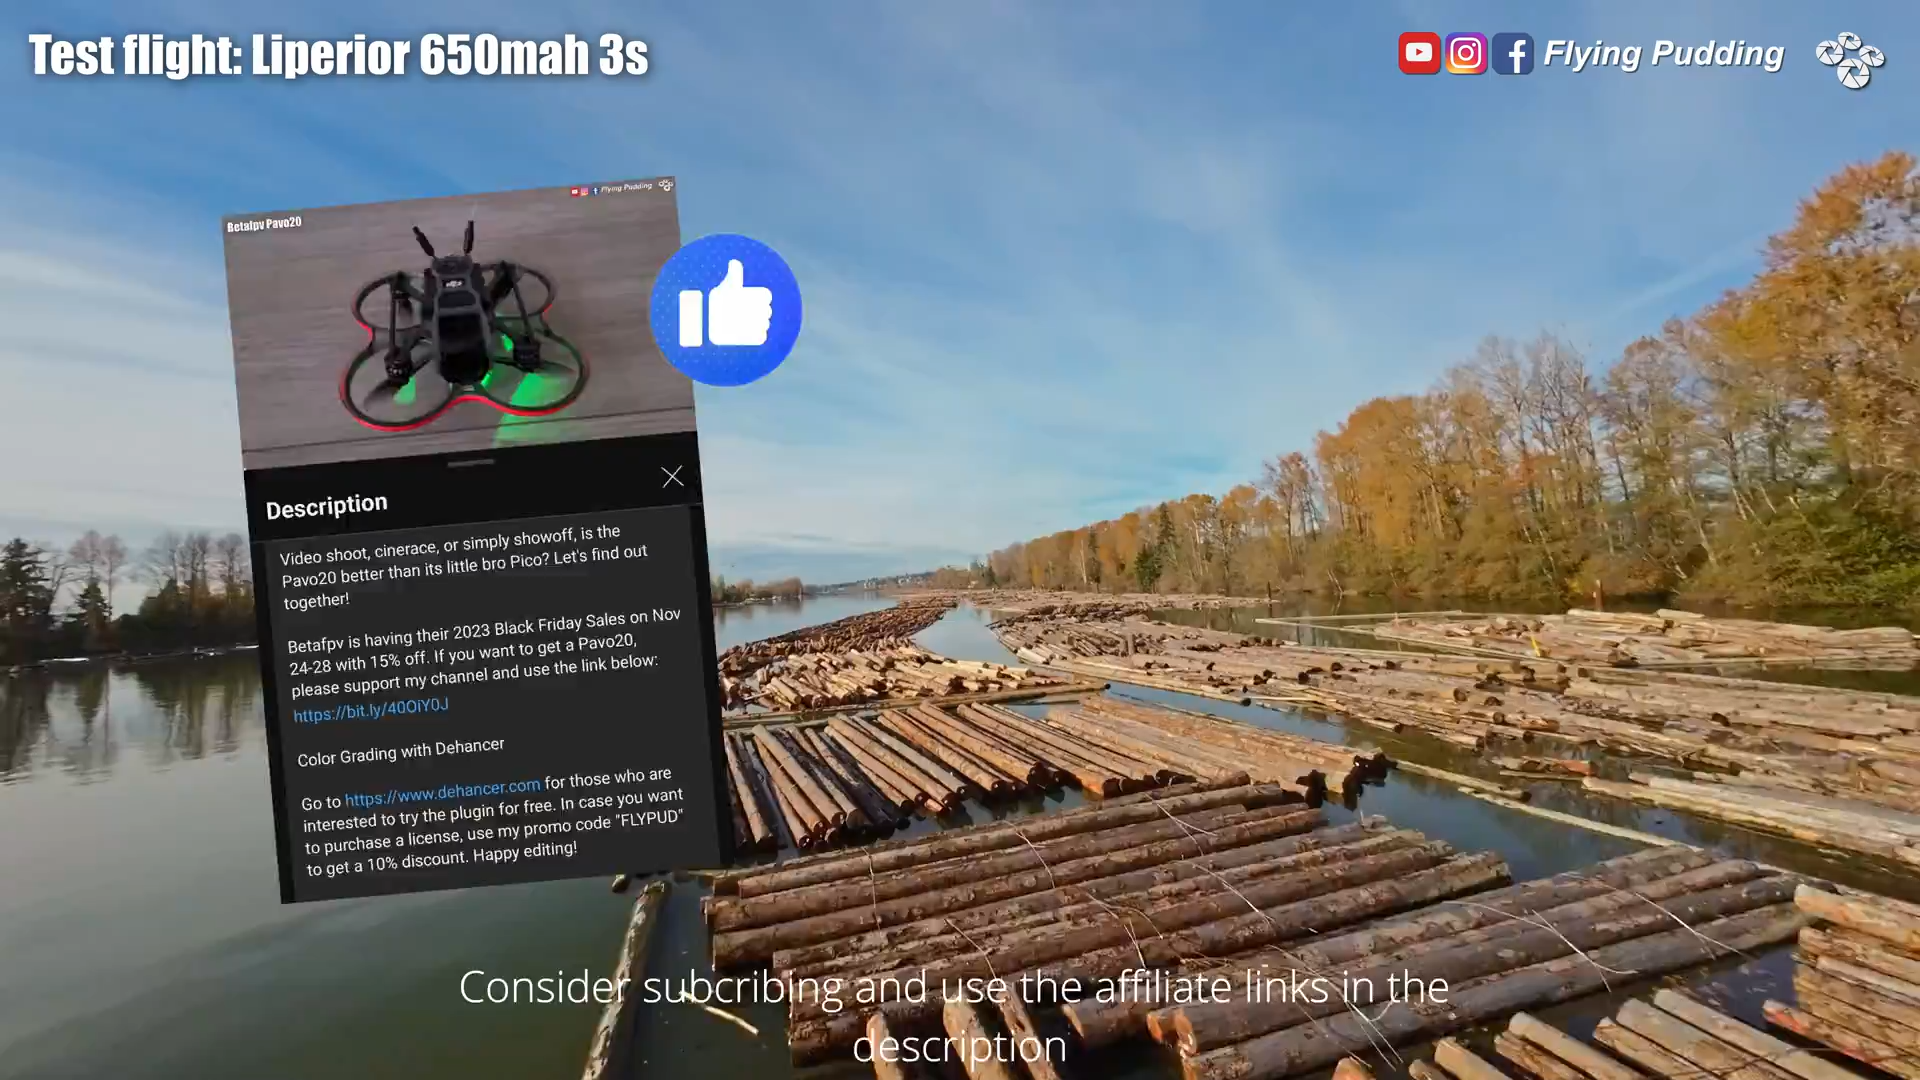 Test flight: Liperior 650mah 3s
Flying Pudding
Betafpv Pavo20
Flying Pudding
Description
Video shoot, cinerace, or simply showoff, is the
Pavo20 better than its little bro Pico? Let's find out
together!
Betafpv is having their 2023 Black Friday Sales on Nov
24-28 with 15% off. If you want to get a Pavo20,
please support my channel and use the link below:
https://bit.ly/40OiY0J
Color Grading with Dehancer
Go to https://www.dehancer.com for those who are
interested to try the plugin for free. In case you want
to purchase a license, use my promo code "FLYPUD"
to get a 10% discount. Happy editing!
Consider subcribing and use the affiliate links in the
description